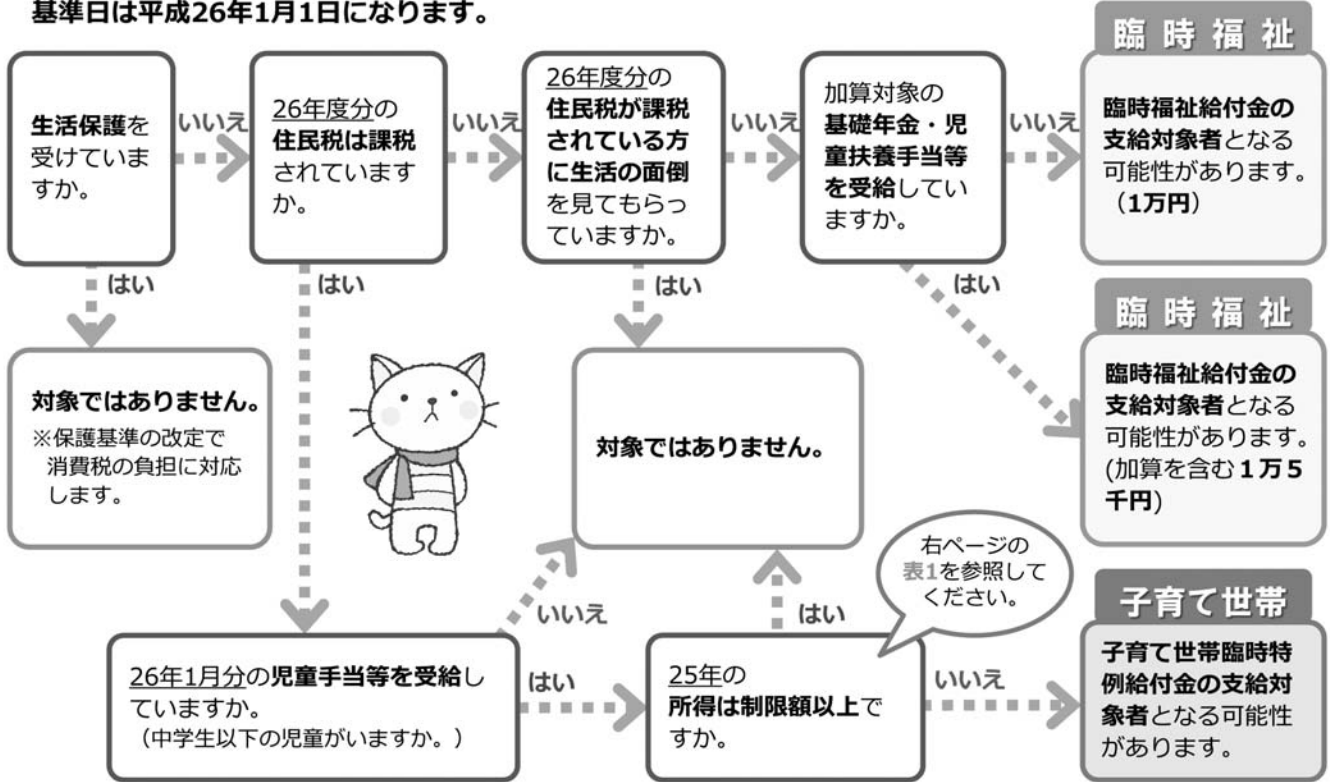 基準日は平成26年1月1日になります。
生活保護を
受けていま
すか。
いいえ
26年度分の
住民税は課税
されています
か。
いいえ
26年度分の
住民税が課税
されている方
に生活の面倒
を見てもらっ
ていますか。
いいえ
加算対象の
基礎年金・児
童扶養手当等
を受給してい
ますか。
いいえ
臨時福祉
臨時福祉給付金の
支給対象者となる
可能性があります。
（1万円）
はい
はい
はい
はい
対象ではありません。
※保護基準の改定で
消費税の負担に対応
します。
対象ではありません。
臨時福祉
臨時福祉給付金の
支給対象者となる
可能性があります。
(加算を含む１万５
千円)
右ページの
表1を参照して
ください。
いいえ
はい
26年1月分の児童手当等を受給し
ていますか。
（中学生以下の児童がいますか。）
はい
25年の
所得は制限額以上で
すか。
いいえ
子育て世帯
子育て世帯臨時特
例給付金の支給対
象者となる可能性
があります。